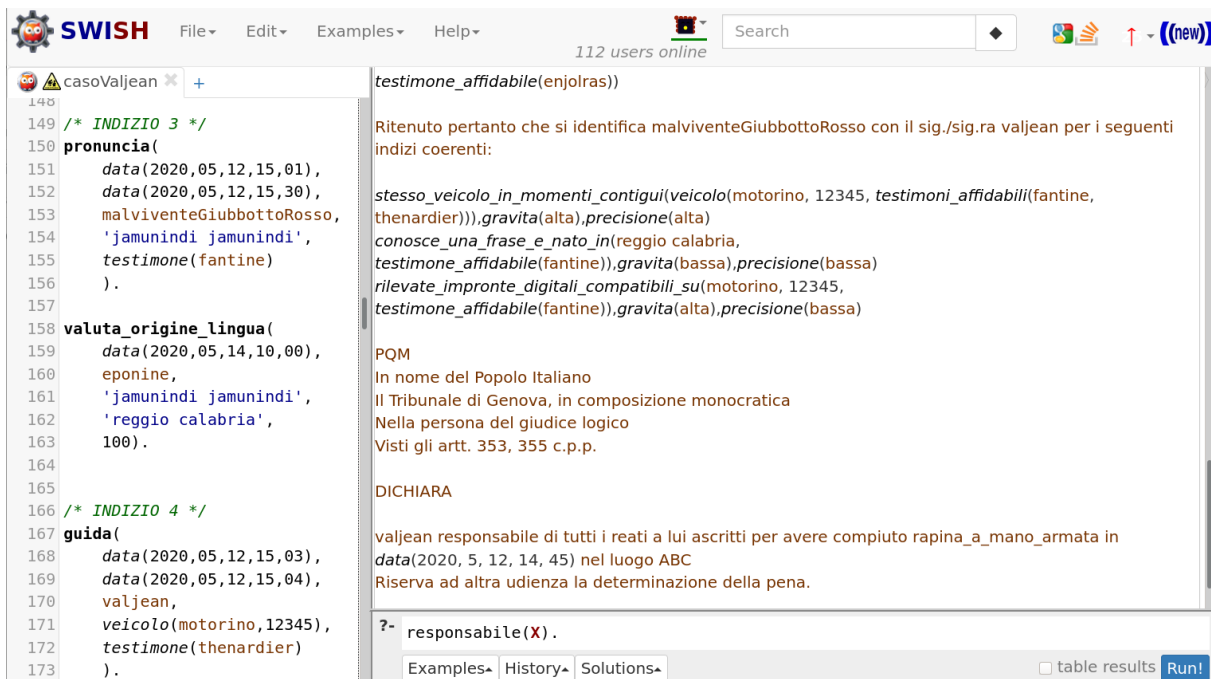 SWISH File Edit Examples Help 112 users online Search ((new))
casoValjean
148
149 /* INDIZIO 3 */
150 pronuncia(
151 data(2020,05,12,15,01),
152 data(2020,05,12,15,30),
153 malviventeGiubbottoRosso,
154 'jamunindi jamunindi',
155 testimone(fantine)
156 ).
157
158 valuta_origine_lingua(
159 data(2020,05,14,10,00),
160 eponine,
161 'jamunindi jamunindi',
162 'reggio calabria',
163 100).
164
165
166 /* INDIZIO 4 */
167 guida(
168 data(2020,05,12,15,03),
169 data(2020,05,12,15,04),
170 valjean,
171 veicolo(motorino,12345),
172 testimone(thenardier)
173 ).
testimone_affidabile(enjolras))
Ritenuto pertanto che si identifica malviventeGiubbottoRosso con il sig./sig.ra valjean per i seguenti
indizi coerenti:
stesso_veicolo_in_momenti_contigui(veicolo(motorino, 12345, testimoni_affidabili(fantine,
thenardier))),gravita(alta),precisione(alta)
conosce_una_frase_e_nato_in(reggio calabria,
testimone_affidabile(fantine)),gravita(bassa),precisione(bassa)
rilevate_impronte_digitali_compatibili_su(motorino, 12345,
testimone_affidabile(fantine)),gravita(alta),precisione(bassa)
PQM
In nome del Popolo Italiano
Il Tribunale di Genova, in composizione monocratica
Nella persona del giudice logico
Visti gli artt. 353, 355 c.p.p.
DICHIARA
valjean responsabile di tutti i reati a lui ascritti per avere compiuto rapina_a_mano_armata in
data(2020, 5, 12, 14, 45) nel luogo ABC
Riserva ad altra udienza la determinazione della pena.
?- responsabile(X).
Examples History Solutions table results Run!